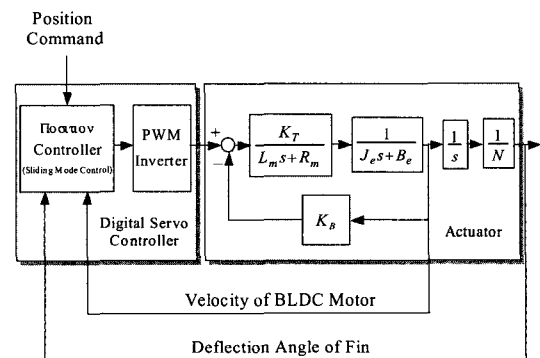 Position
Command
Ποσιτιον
Controller
(Sliding Mode Control)
PWM
Inverter
Digital Servo
Controller
+
−
K_T
L_m s+R_m
1
J_e s+B_e
1
s
1
N
K_B
Actuator
Velocity of BLDC Motor
Deflection Angle of Fin